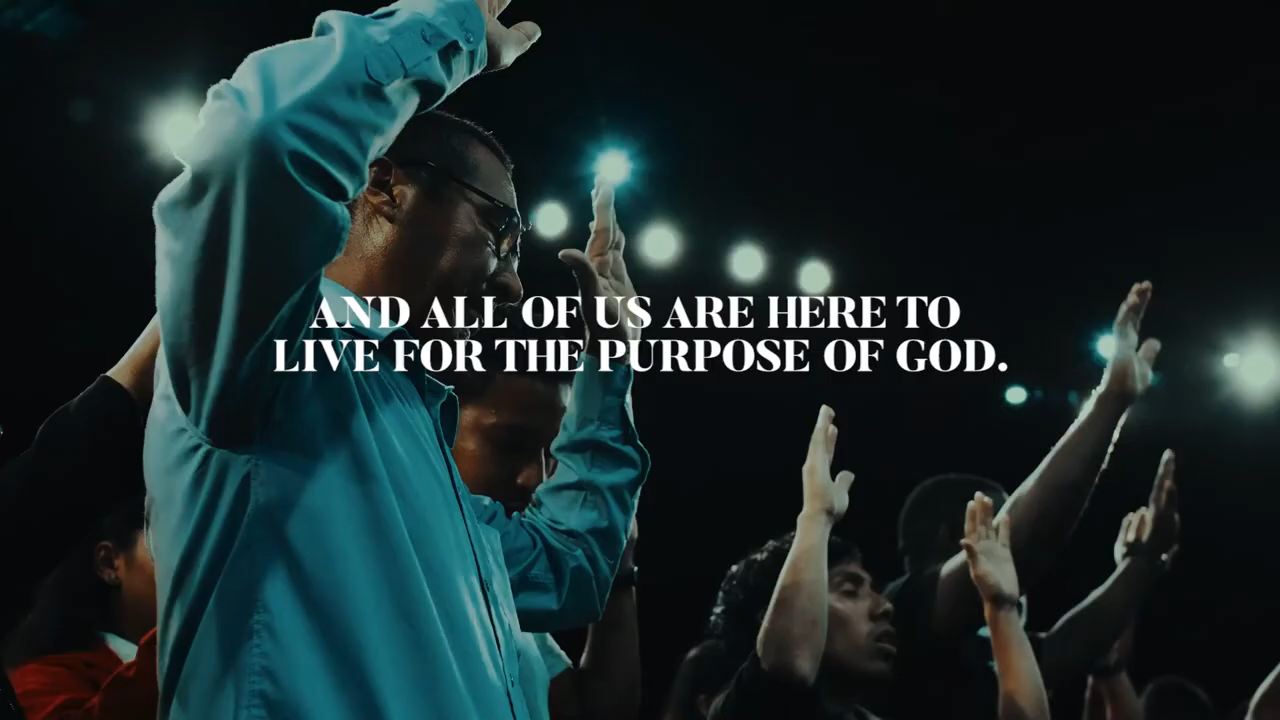 AND ALL OF US ARE HERE TO
LIVE FOR THE PURPOSE OF GOD.